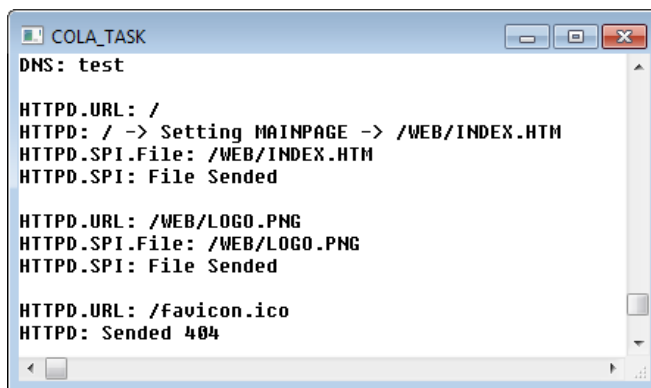 COLA_TASK
DNS: test
HTTPD.URL: /
HTTPD: / -> Setting MAINPAGE -> /WEB/INDEX.HTM
HTTPD.SPI.File: /WEB/INDEX.HTM
HTTPD.SPI: File Sended
HTTPD.URL: /WEB/LOGO.PNG
HTTPD.SPI.File: /WEB/LOGO.PNG
HTTPD.SPI: File Sended
HTTPD.URL: /favicon.ico
HTTPD: Sended 404